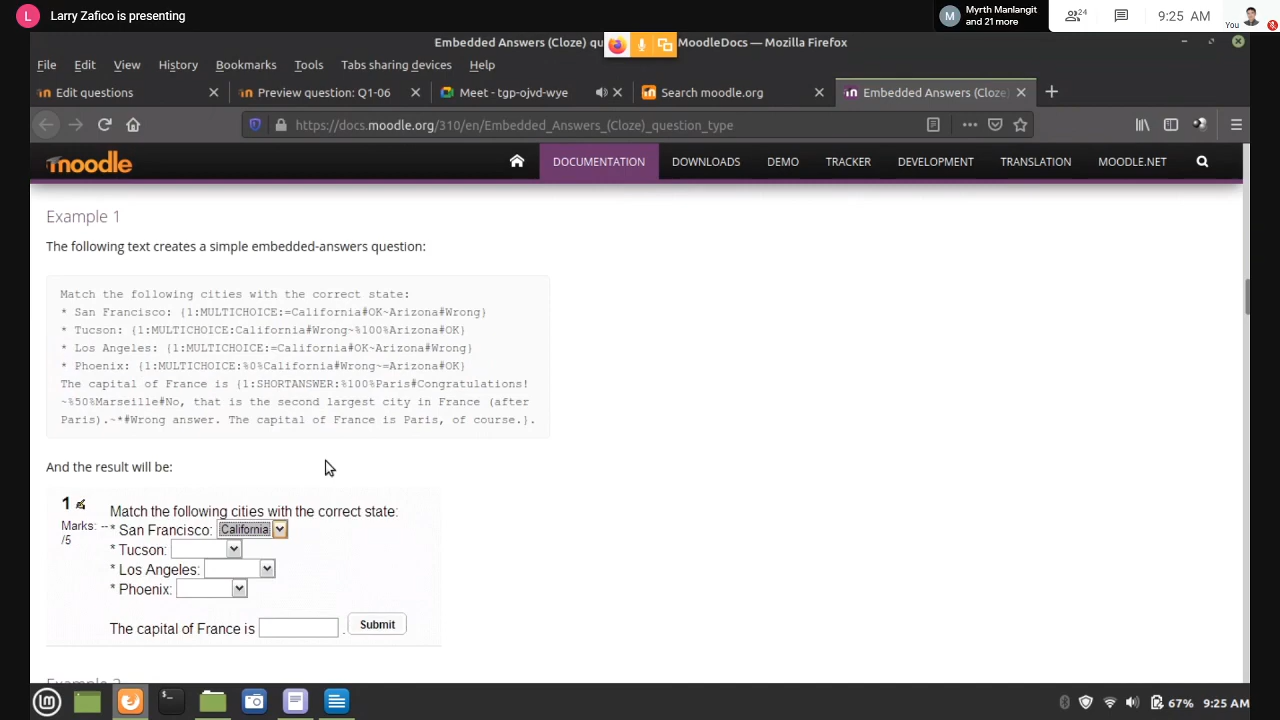 L Larry Zafico is presenting
M Myrth Manlangit and 21 more
24
9:25 AM
You
Embedded Answers (Cloze) qu MoodleDocs — Mozilla Firefox
File Edit View History Bookmarks Tools Tabs sharing devices Help
Edit questions
Preview question: Q1-06
Meet - tgp-ojvd-wye
Search moodle.org
Embedded Answers (Cloze)
https://docs.moodle.org/310/en/Embedded_Answers_(Cloze)_question_type
moodle
DOCUMENTATION DOWNLOADS DEMO TRACKER DEVELOPMENT TRANSLATION MOODLE.NET
Example 1
The following text creates a simple embedded-answers question:
Match the following cities with the correct state:
* San Francisco: {1:MULTICHOICE:=California#OK~Arizona#Wrong}
* Tucson: {1:MULTICHOICE:California#Wrong~%100%Arizona#OK}
* Los Angeles: {1:MULTICHOICE:=California#OK~Arizona#Wrong}
* Phoenix: {1:MULTICHOICE:%0%California#Wrong~=Arizona#OK}
The capital of France is {1:SHORTANSWER:%100%Paris#Congratulations!
~%50%Marseille#No, that is the second largest city in France (after
Paris).~*#Wrong answer. The capital of France is Paris, of course.}.
And the result will be:
1
Marks: --
/5
Match the following cities with the correct state:
* San Francisco: California
* Tucson:
* Los Angeles:
* Phoenix:
The capital of France is . Submit
67% 9:25 AM